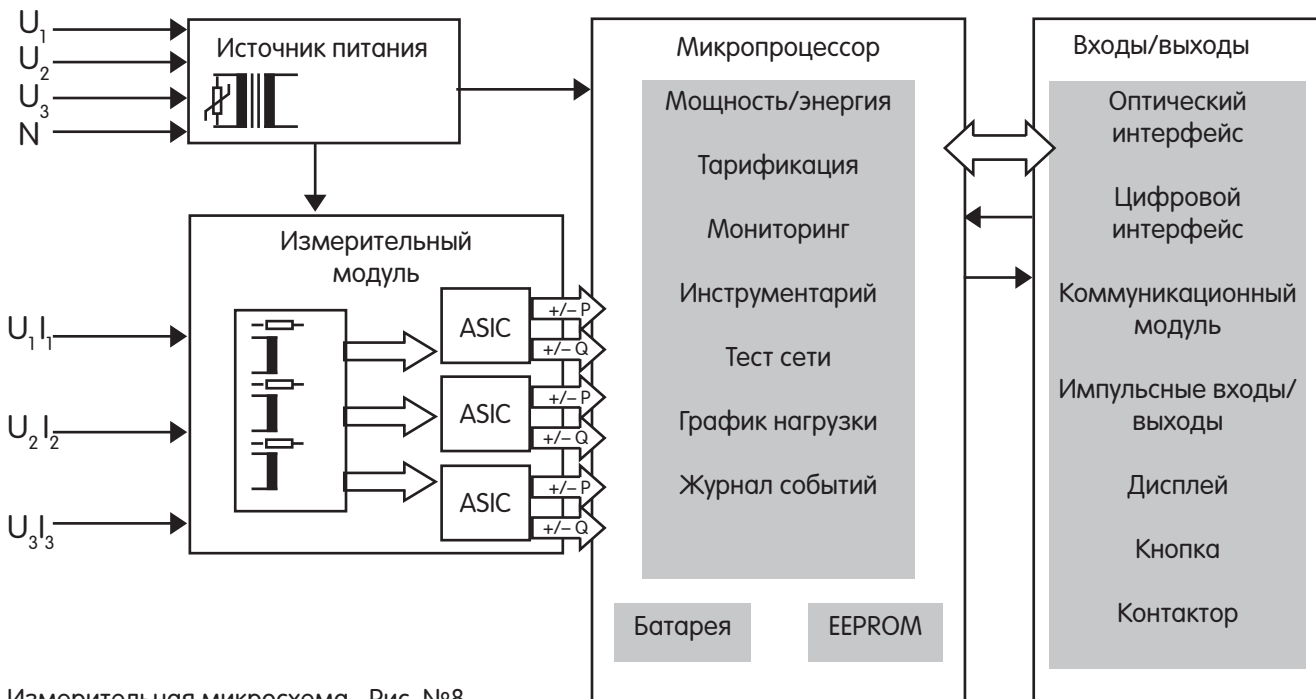 U₁
U₂
U₃
N
Источник питания
Измерительный
модуль
U₁I₁
U₂I₂
U₃I₃
ASIC
+/– P
+/– Q
ASIC
+/– P
+/– Q
ASIC
+/– P
+/– Q
Микропроцессор
Мощность/энергия
Тарификация
Мониторинг
Инструментарий
Тест сети
График нагрузки
Журнал событий
Батарея
EEPROM
Входы/выходы
Оптический
интерфейс
Цифровой
интерфейс
Коммуникационный
модуль
Импульсные входы/
выходы
Дисплей
Кнопка
Контактор
Измерительная микросхема Рис. №8